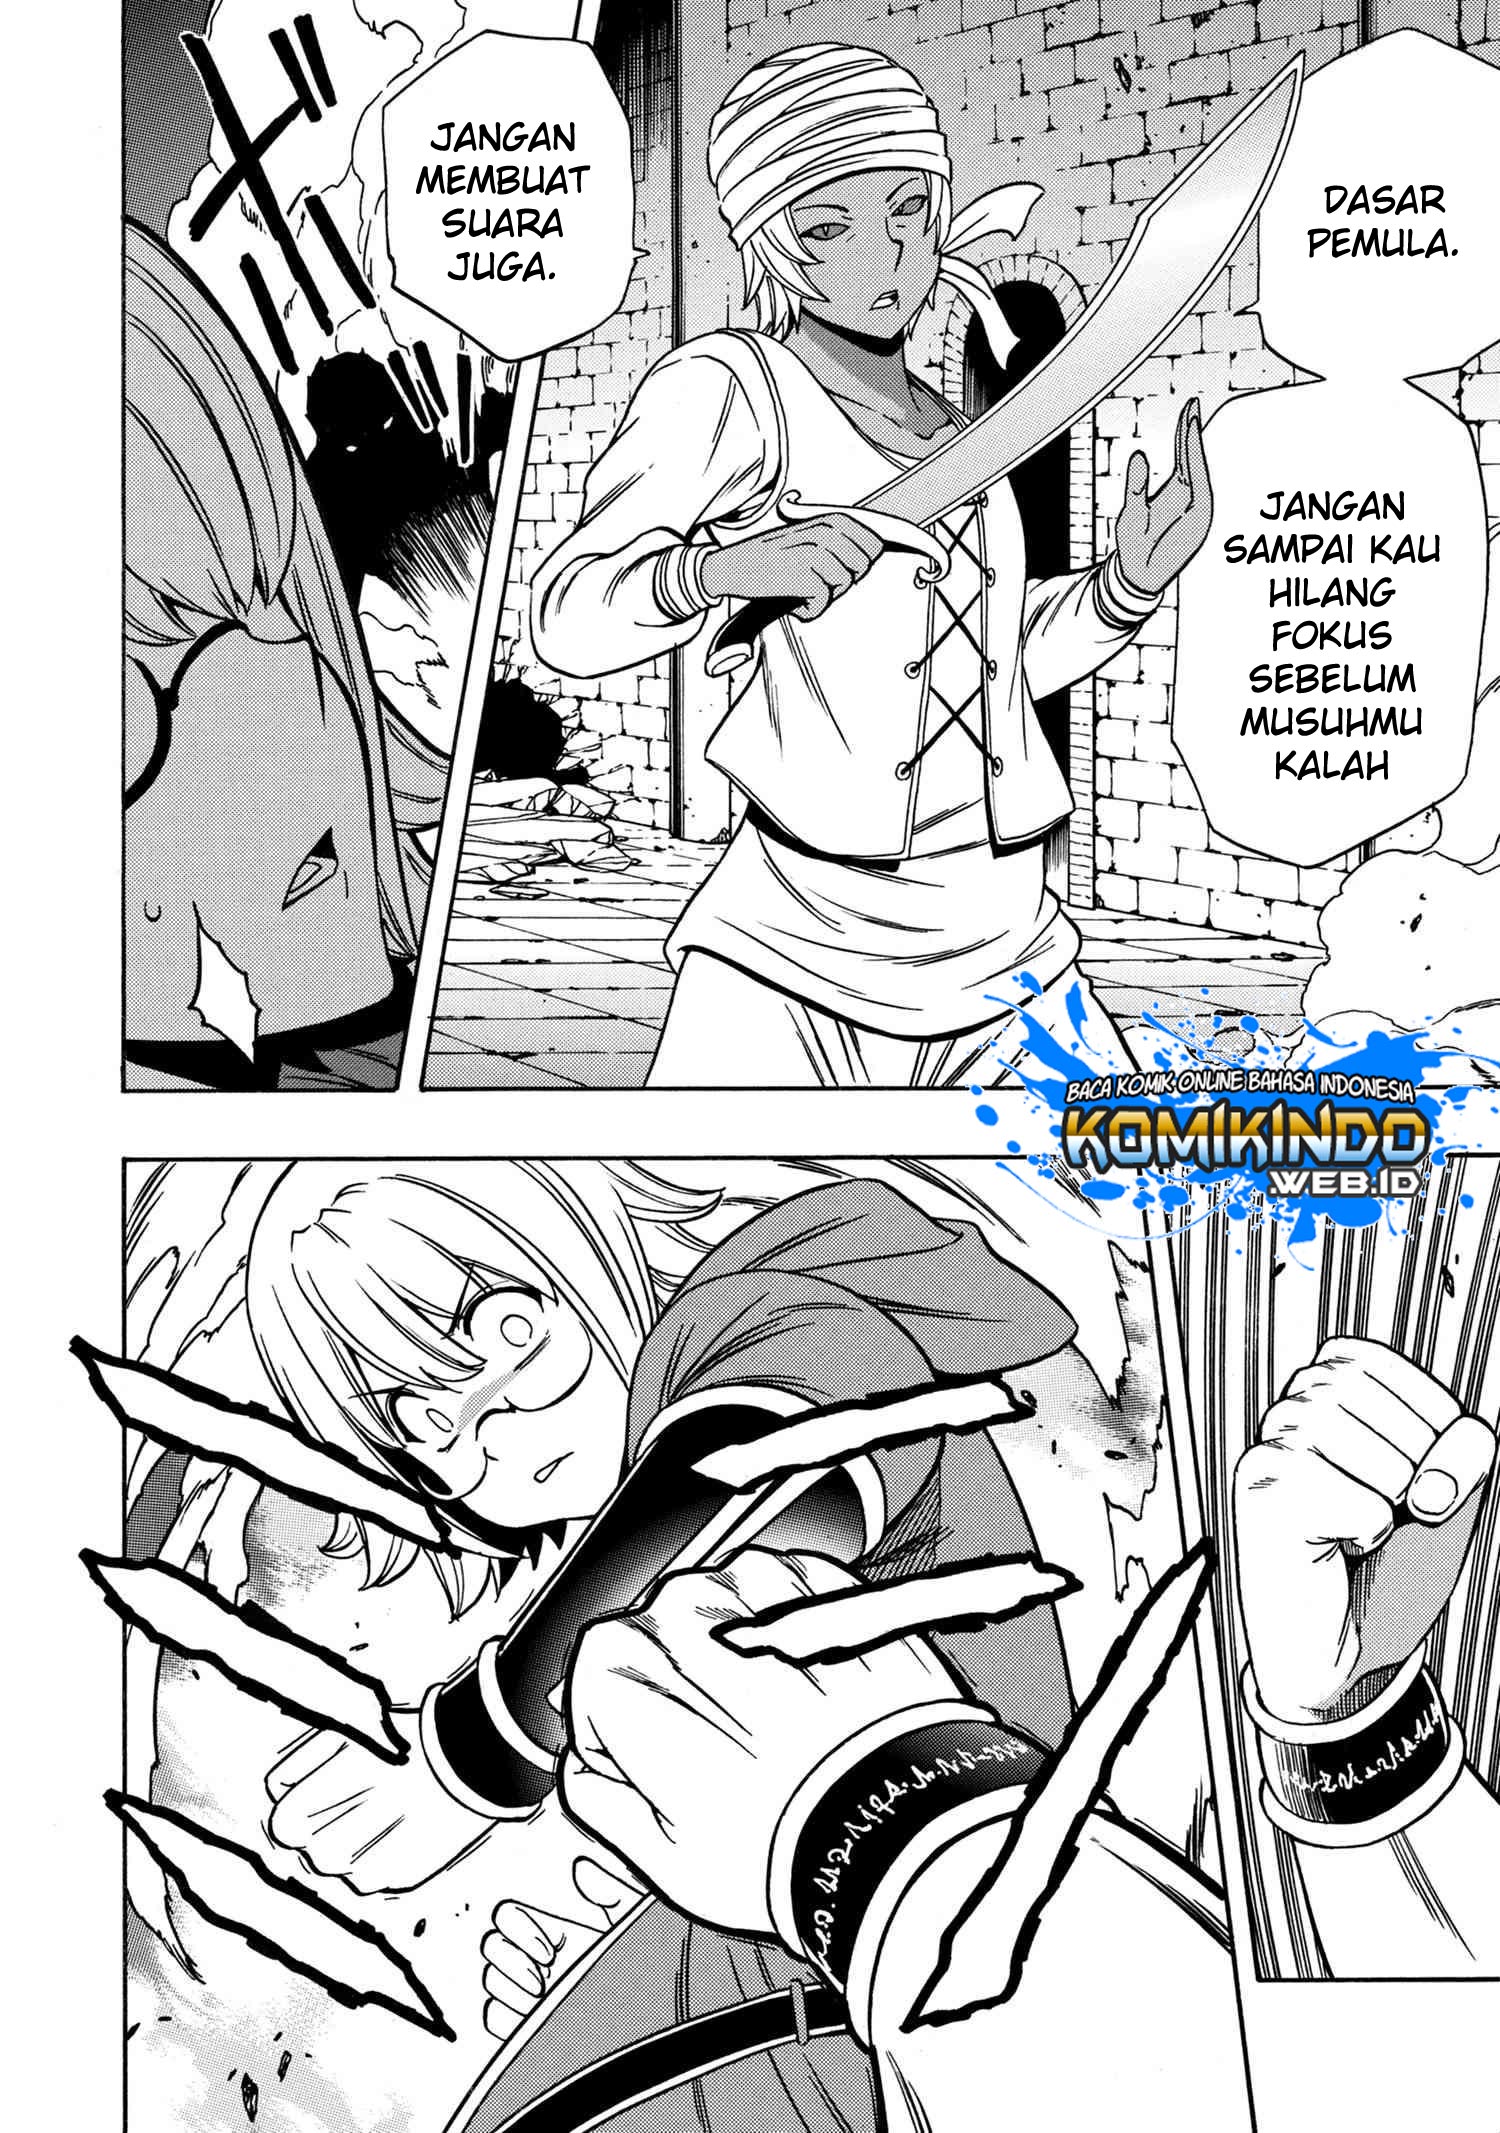 DASAR
PEMULA.
JANGAN
SAMPAI KAU
HILANG
FOKUS
SEBELUM
MUSUHMU
KALAH
JANGAN
MEMBUAT
SUARA
JUGA.
BACA KOMIK ONLINE BAHASA INDONESIA
KOMIKINDO
.WEB.ID